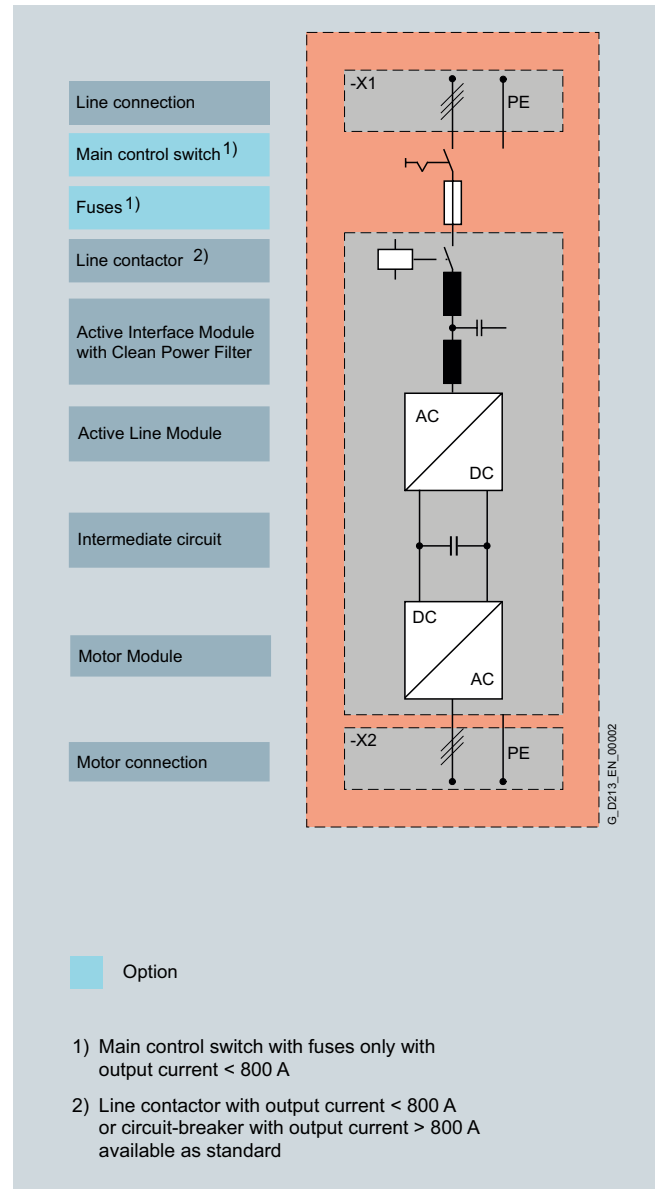 -X1
Line connection
PE
Main control switch 1)
Fuses 1)
Line contactor 2)
Active Interface Module
with Clean Power Filter
AC
Active Line Module
DC
Intermediate circuit
DC
Motor Module
AC
-X2
PE
Motor connection
G_D213_EN_00002
Option
1) Main control switch with fuses only with
output current < 800 A
2) Line contactor with output current < 800 A
or circuit-breaker with output current > 800 A
available as standard